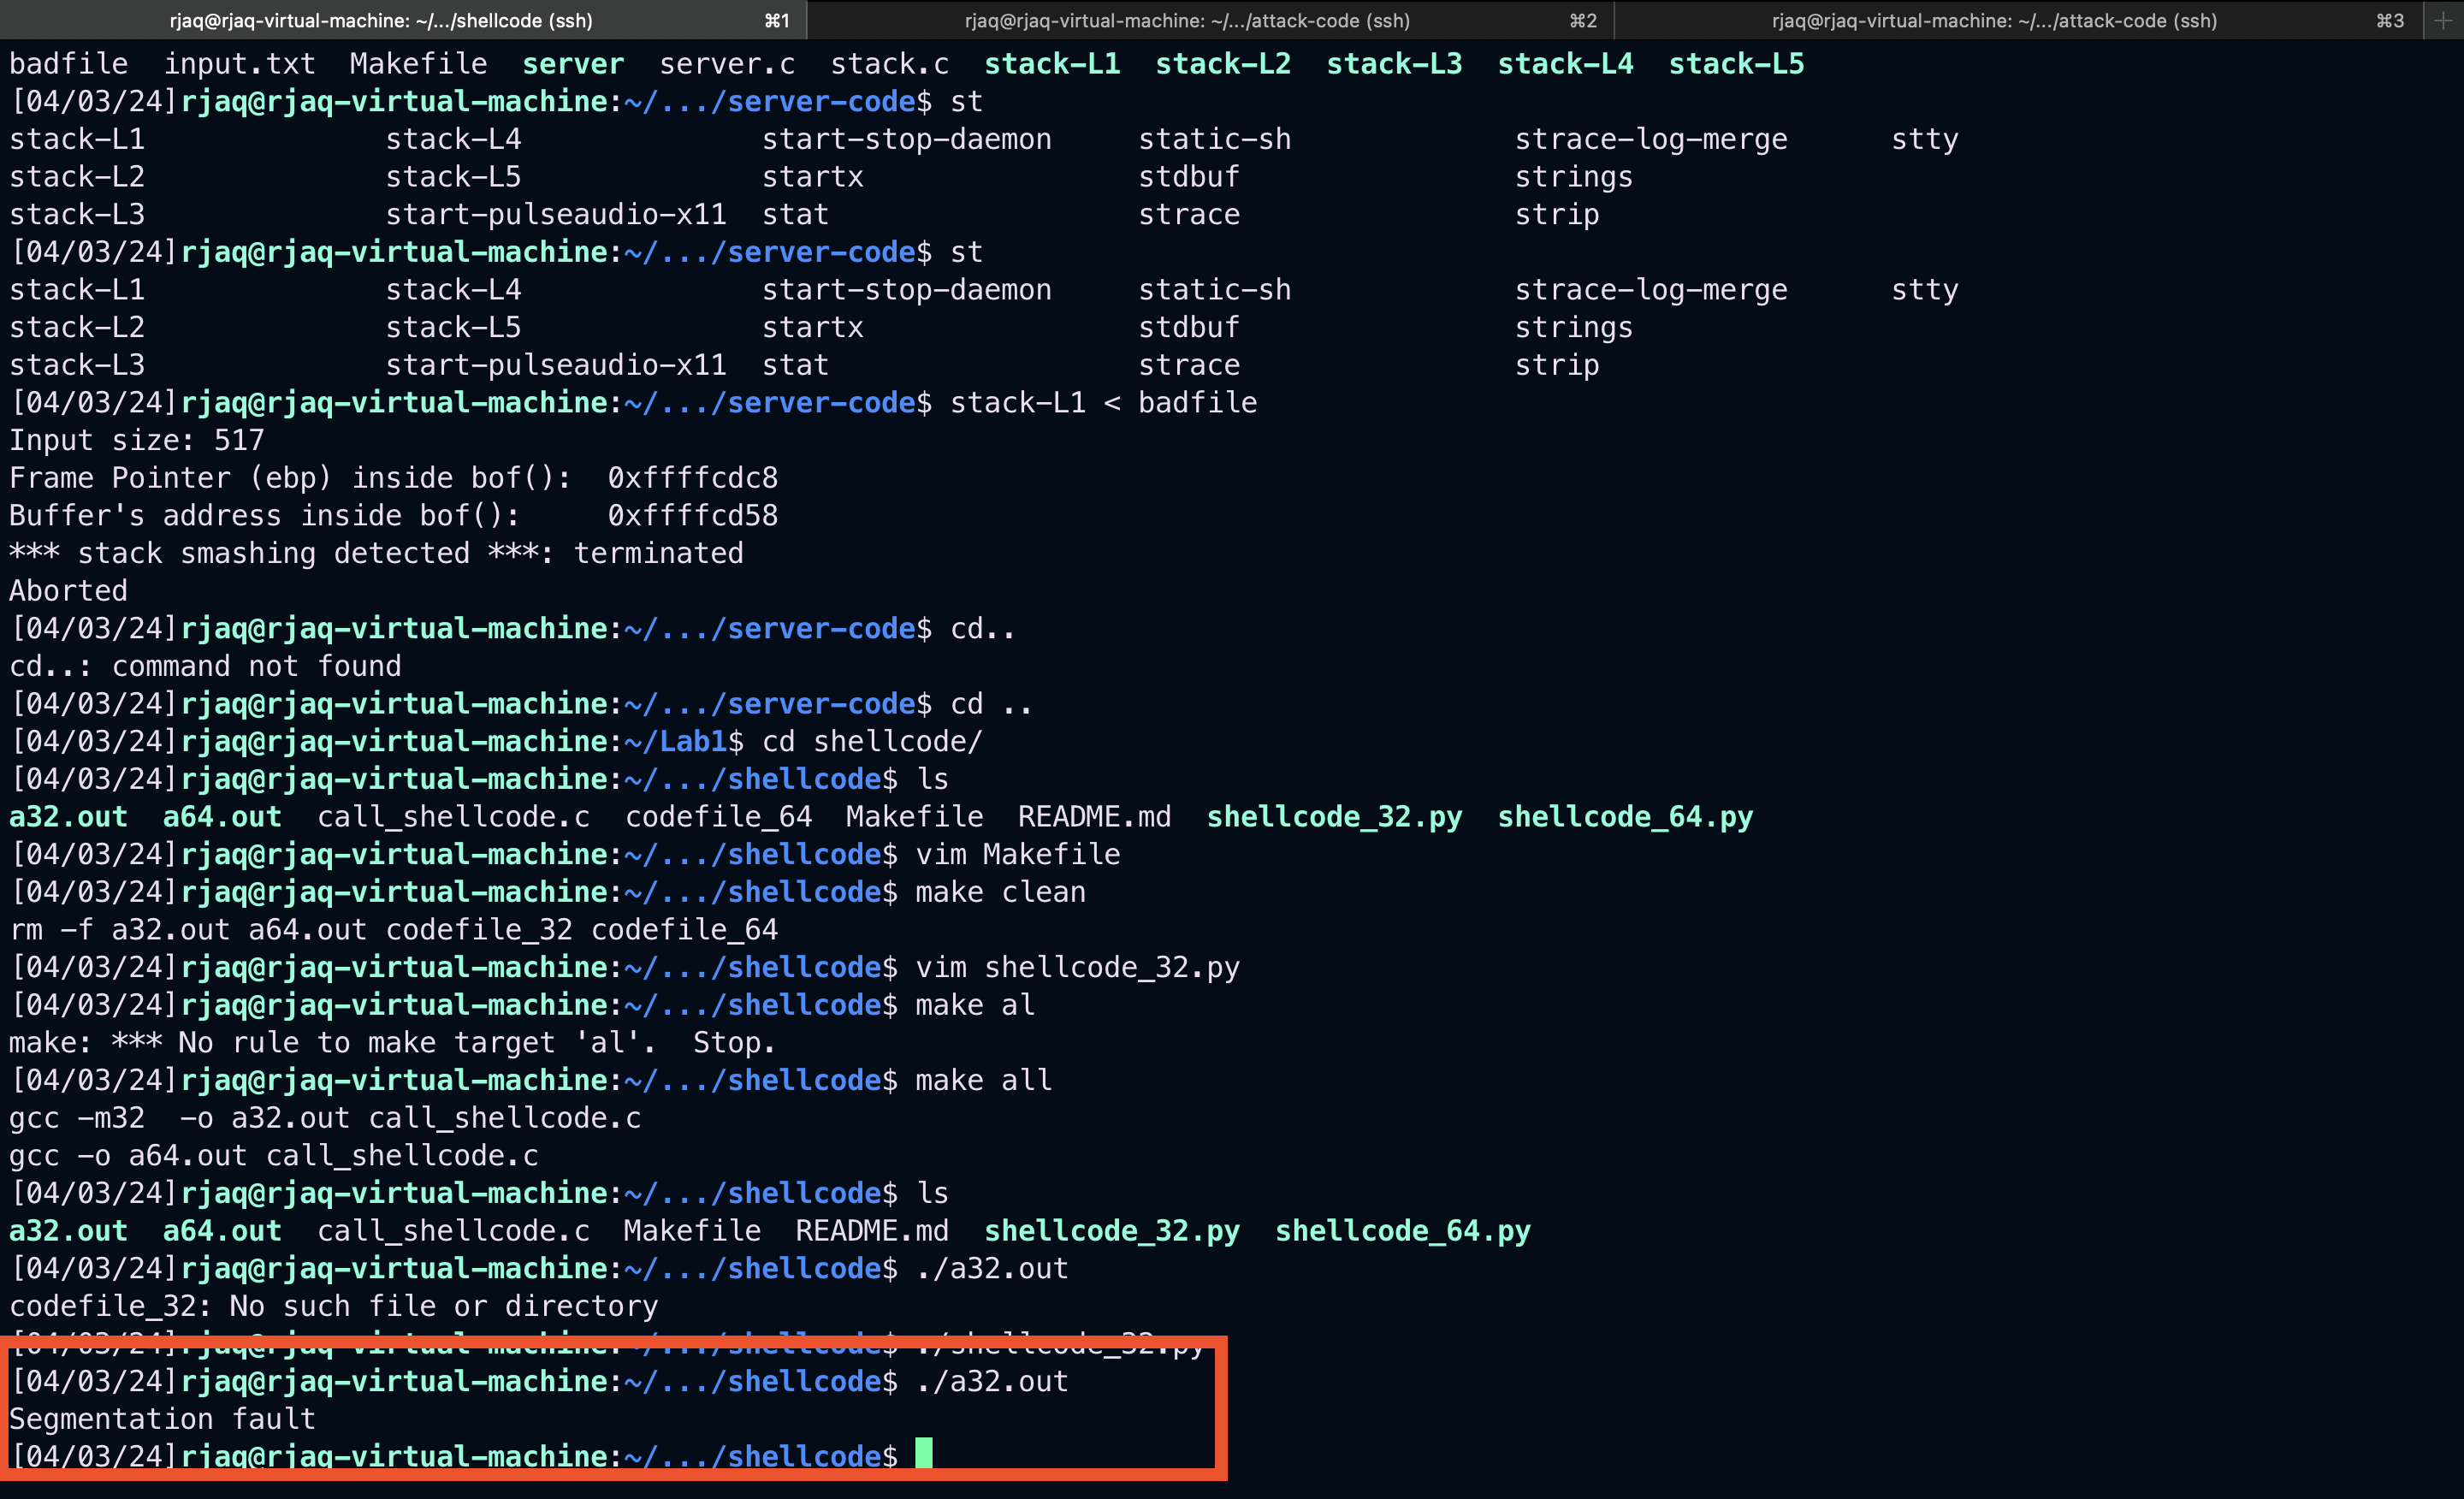 rjaq@rjaq-virtual-machine: ~/.../shellcode (ssh) ⌘1 rjaq@rjaq-virtual-machine: ~/.../attack-code (ssh) ⌘2 rjaq@rjaq-virtual-machine: ~/.../attack-code (ssh) ⌘3 +
badfile  input.txt  Makefile  server  server.c  stack.c  stack-L1  stack-L2  stack-L3  stack-L4  stack-L5
[04/03/24]rjaq@rjaq-virtual-machine:~/.../server-code$ st
stack-L1              stack-L4              start-stop-daemon     static-sh             strace-log-merge      stty
stack-L2              stack-L5              startx                stdbuf                strings
stack-L3              start-pulseaudio-x11  stat                  strace                strip
[04/03/24]rjaq@rjaq-virtual-machine:~/.../server-code$ st
stack-L1              stack-L4              start-stop-daemon     static-sh             strace-log-merge      stty
stack-L2              stack-L5              startx                stdbuf                strings
stack-L3              start-pulseaudio-x11  stat                  strace                strip
[04/03/24]rjaq@rjaq-virtual-machine:~/.../server-code$ stack-L1 < badfile
Input size: 517
Frame Pointer (ebp) inside bof():  0xffffcdc8
Buffer's address inside bof():     0xffffcd58
*** stack smashing detected ***: terminated
Aborted
[04/03/24]rjaq@rjaq-virtual-machine:~/.../server-code$ cd..
cd..: command not found
[04/03/24]rjaq@rjaq-virtual-machine:~/.../server-code$ cd ..
[04/03/24]rjaq@rjaq-virtual-machine:~/Lab1$ cd shellcode/
[04/03/24]rjaq@rjaq-virtual-machine:~/.../shellcode$ ls
a32.out  a64.out  call_shellcode.c  codefile_64  Makefile  README.md  shellcode_32.py  shellcode_64.py
[04/03/24]rjaq@rjaq-virtual-machine:~/.../shellcode$ vim Makefile
[04/03/24]rjaq@rjaq-virtual-machine:~/.../shellcode$ make clean
rm -f a32.out a64.out codefile_32 codefile_64
[04/03/24]rjaq@rjaq-virtual-machine:~/.../shellcode$ vim shellcode_32.py
[04/03/24]rjaq@rjaq-virtual-machine:~/.../shellcode$ make al
make: *** No rule to make target 'al'.  Stop.
[04/03/24]rjaq@rjaq-virtual-machine:~/.../shellcode$ make all
gcc -m32  -o a32.out call_shellcode.c
gcc -o a64.out call_shellcode.c
[04/03/24]rjaq@rjaq-virtual-machine:~/.../shellcode$ ls
a32.out  a64.out  call_shellcode.c  Makefile  README.md  shellcode_32.py  shellcode_64.py
[04/03/24]rjaq@rjaq-virtual-machine:~/.../shellcode$ ./a32.out
codefile_32: No such file or directory
[04/03/24]rjaq@rjaq-virtual-machine:~/.../shellcode$ ./shellcode_32.py
[04/03/24]rjaq@rjaq-virtual-machine:~/.../shellcode$ ./a32.out
Segmentation fault
[04/03/24]rjaq@rjaq-virtual-machine:~/.../shellcode$